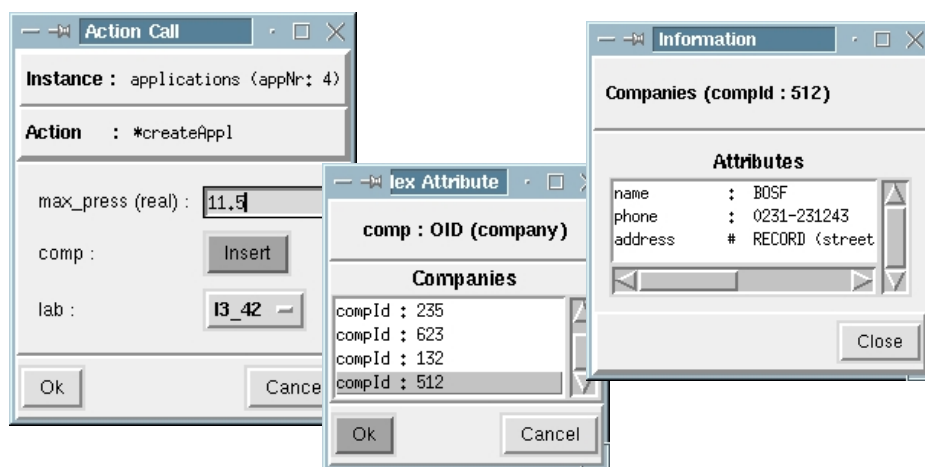 Action Call
Instance : applications (appNr: 4)
Action : *createAppl
max_press (real) : 11.5
comp : Insert
lab : I3_42
Ok Cance
lex Attribute
comp : OID (company)
Companies
compId : 235
compId : 623
compId : 132
compId : 512
Ok Cancel
Information
Companies (compId : 512)
Attributes
name : BOSF
phone : 0231-231243
address # RECORD (street
Close